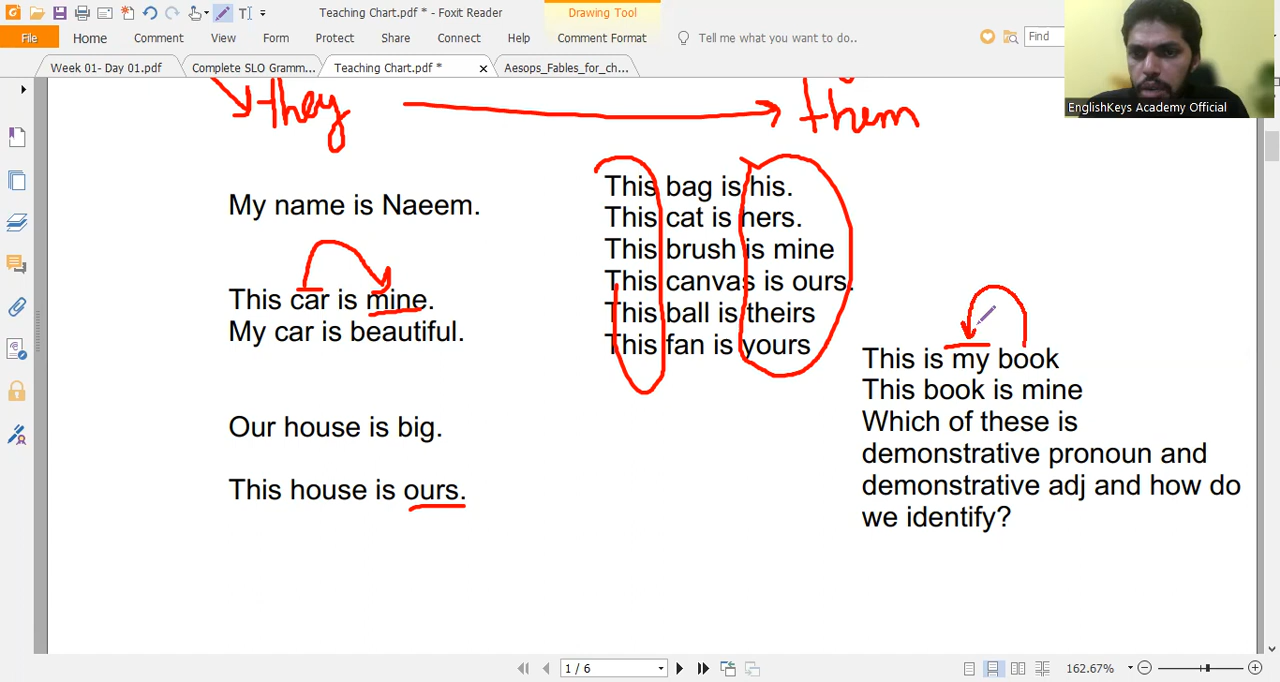 Teaching Chart.pdf * - Foxit Reader
Drawing Tool
File Home Comment View Form Protect Share Connect Help Comment Format Tell me what you want to do.. Find
Week 01- Day 01.pdf Complete SLO Gramm... Teaching Chart.pdf * Aesops_Fables_for_ch...
EnglishKeys Academy Official
they them
My name is Naeem.
This car is mine.
My car is beautiful.
Our house is big.
This house is ours.
This bag is his.
This cat is hers.
This brush is mine
This canvas is ours.
This ball is theirs
This fan is yours
This is my book
This book is mine
Which of these is
demonstrative pronoun and
demonstrative adj and how do
we identify?
1 / 6 162.67%